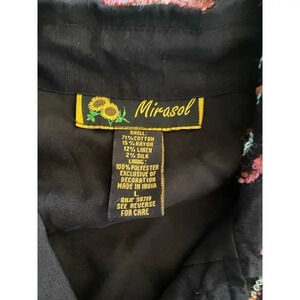 Mirasol
SHELL:
71% COTTON
15% RAYON
12% LINEN
2% SILK
LINING:
100% POLYESTER
EXCLUSIVE OF
DECORATION
MADE IN INDIA
L
RN# 58719
SEE REVERSE
FOR CARE